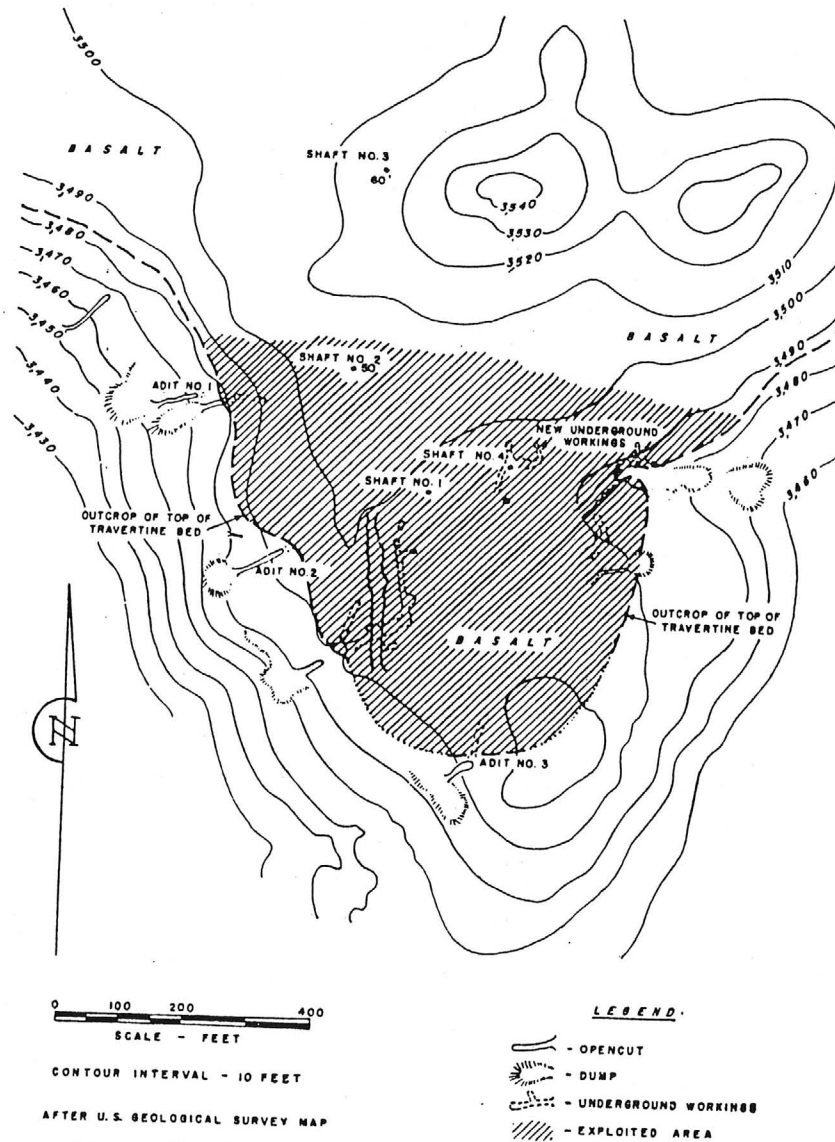 3,500
BASALT
SHAFT NO. 3
60'
3,490
3,480
3,470
3,460
3,450
3,440
3,430
3,540
3,530
3,520
3,510
3,500
3,490
3,480
3,470
3,460
BASALT
SHAFT NO. 2
50'
ADIT NO. 1
NEW UNDERGROUND
WORKINGS
SHAFT NO. 4
SHAFT NO. 1
OUTCROP OF TOP OF
TRAVERTINE BED
ADIT NO. 2
OUTCROP OF TOP OF
TRAVERTINE BED
BASALT
N
ADIT NO. 3
0 100 200 400
SCALE - FEET
CONTOUR INTERVAL - 10 FEET
AFTER U.S. GEOLOGICAL SURVEY MAP
LEGEND.
- OPENCUT
- DUMP
- UNDERGROUND WORKINGS
- EXPLOITED AREA